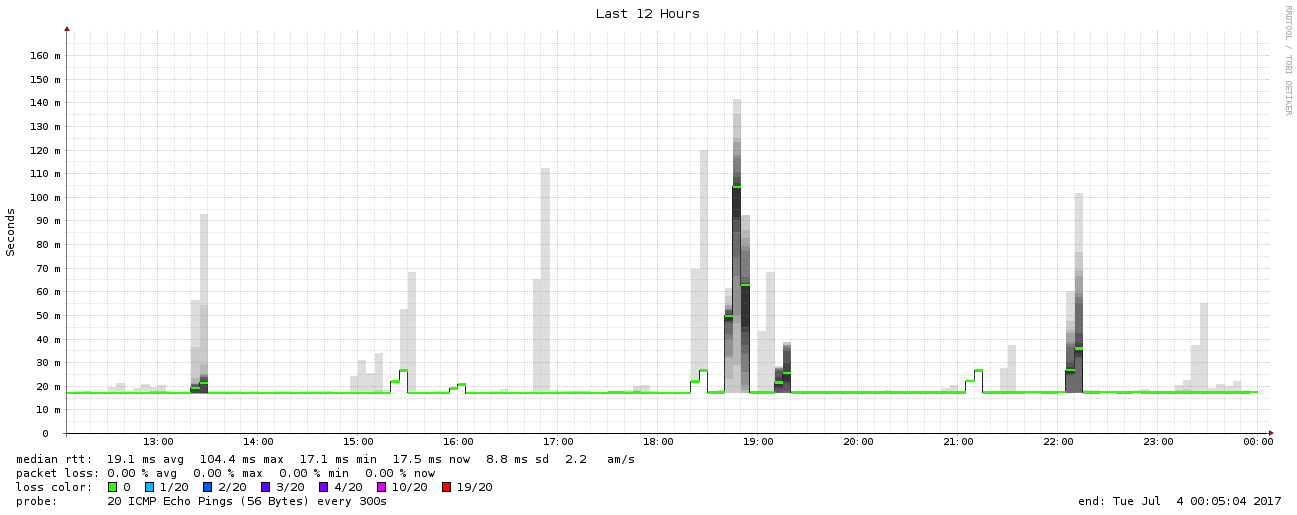 Last 12 Hours
RRDTOOL / TOBI OETIKER
Seconds
160 m
150 m
140 m
130 m
120 m
110 m
100 m
90 m
80 m
70 m
60 m
50 m
40 m
30 m
20 m
10 m
0
13:00 14:00 15:00 16:00 17:00 18:00 19:00 20:00 21:00 22:00 23:00 00:00
median rtt: 19.1 ms avg 104.4 ms max 17.1 ms min 17.5 ms now 8.8 ms sd 2.2 am/s
packet loss: 0.00 % avg 0.00 % max 0.00 % min 0.00 % now
loss color: 0 1/20 2/20 3/20 4/20 10/20 19/20
probe: 20 ICMP Echo Pings (56 Bytes) every 300s end: Tue Jul 4 00:05:04 2017